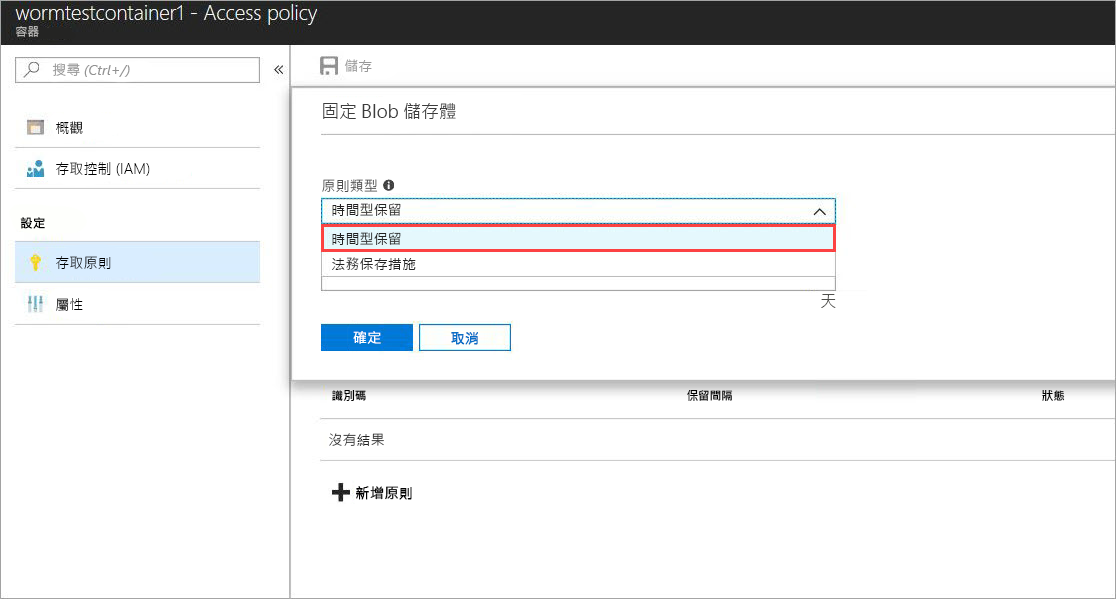 wormtestcontainer1 - Access policy
容器
搜尋 (Ctrl+/)
«
儲存
概觀
存取控制 (IAM)
設定
存取原則
屬性
固定 Blob 儲存體
原則類型
時間型保留
時間型保留
法務保存措施
天
確定
取消
識別碼 保留間隔 狀態
沒有結果
新增原則